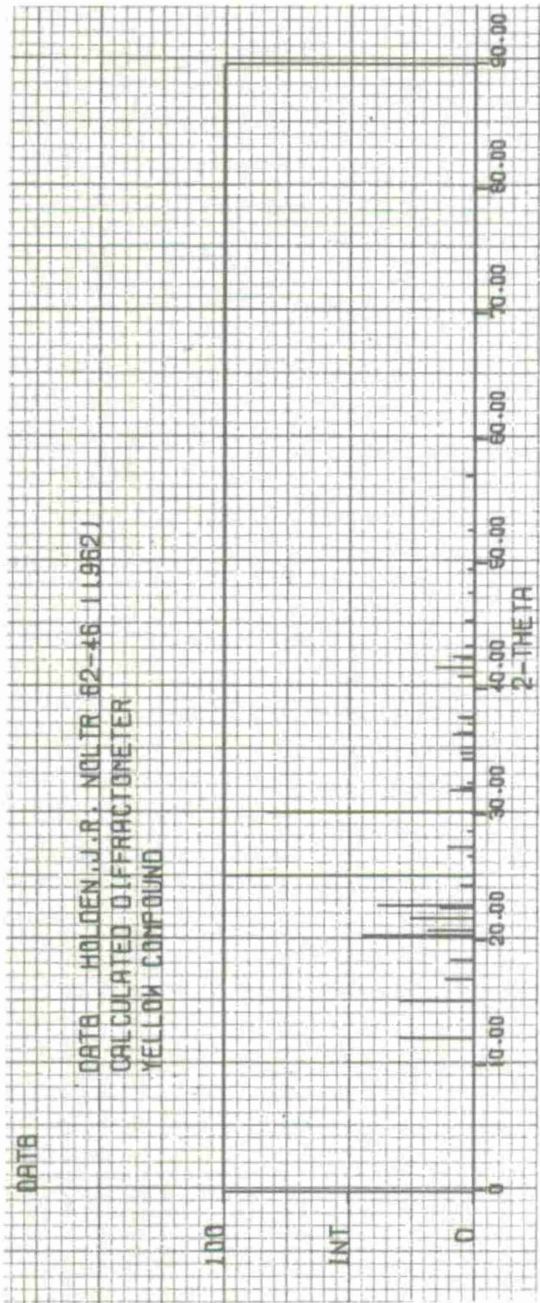 DATB
DATB HOLDEN,J.R. NOLTR 62-46 (1962)
CALCULATED DIFFRACTOMETER
YELLOW COMPOUND
100
INT
0
0
10.00
20.00
30.00
40.00
50.00
60.00
70.00
80.00
90.00
2-THETA